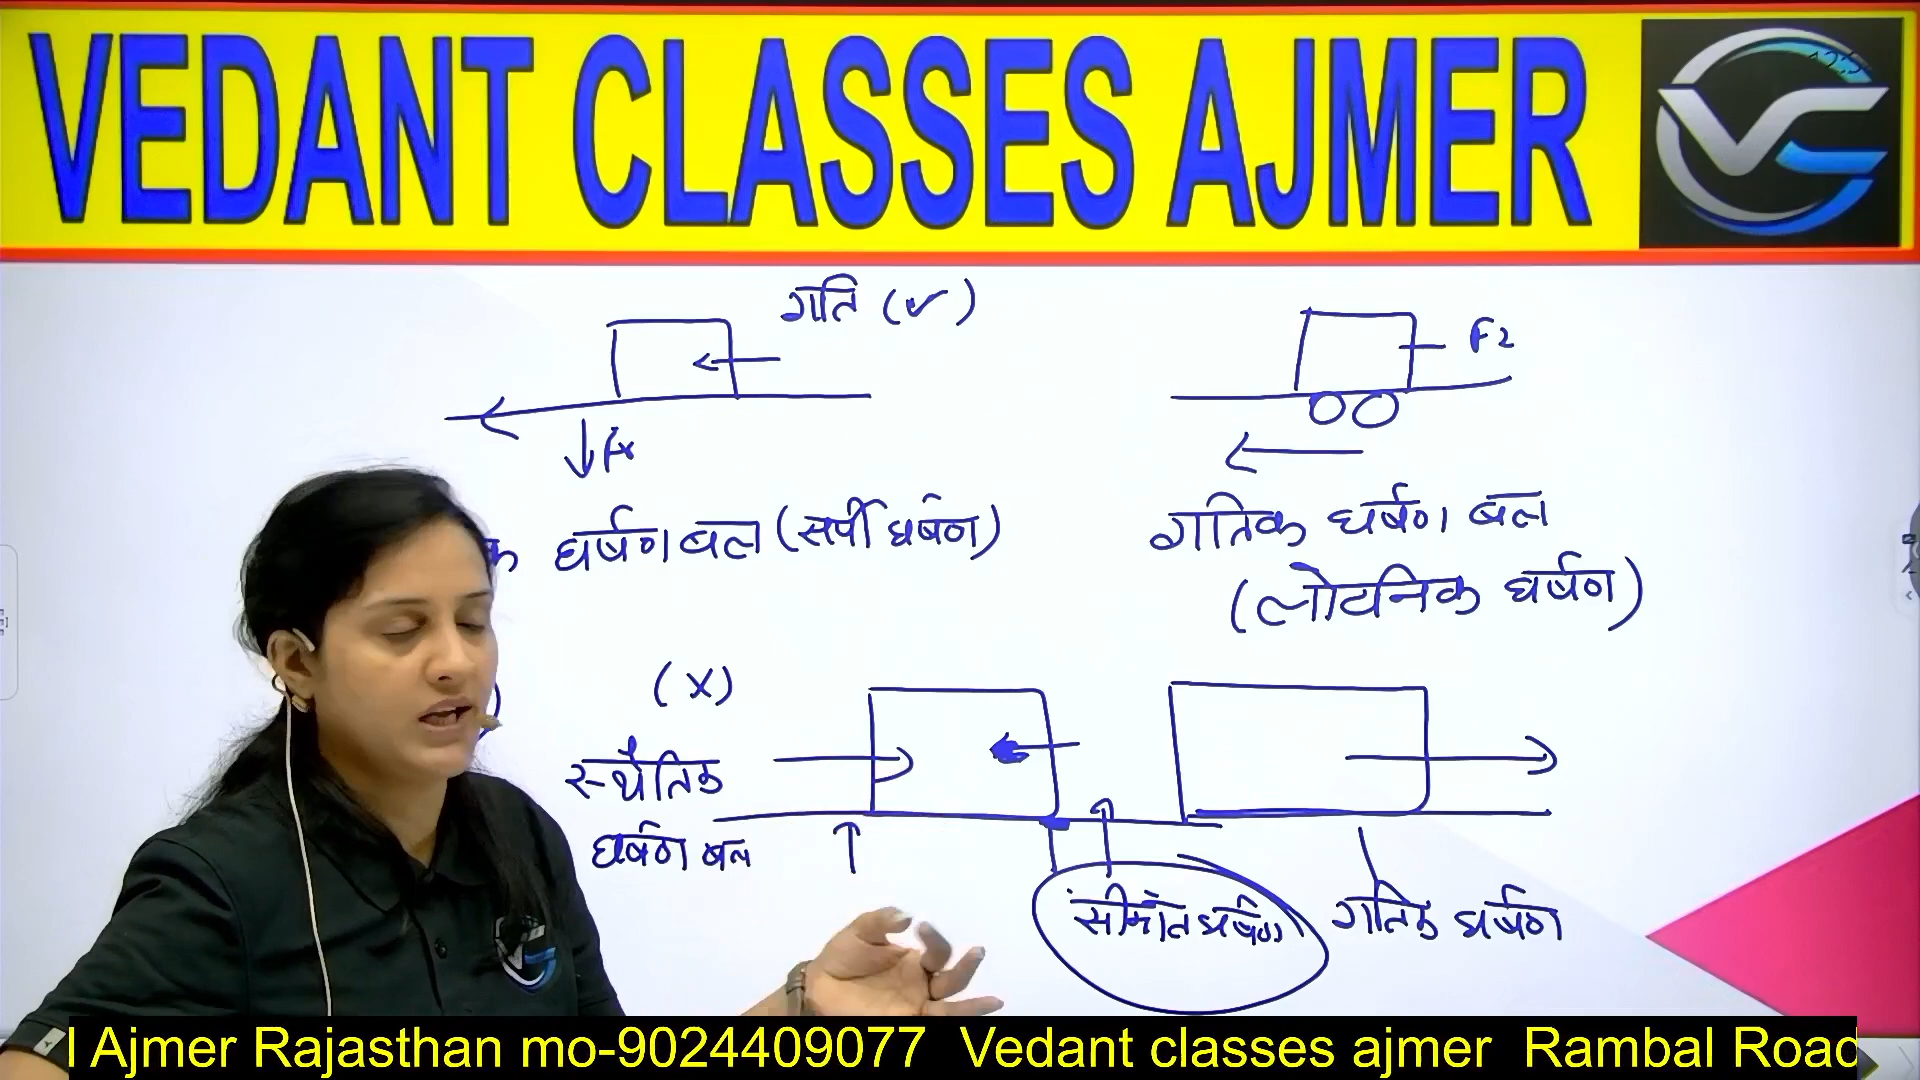 VEDANT CLASSES AJMER
गति (✓)
F2
घर्षण बल (सर्पी घर्षण)
गतिक घर्षण बल
(लोटनिक घर्षण)
(X)
स्थैतिक
घर्षण बल
सीमांत घर्षण
गतिक घर्षण
Ajmer Rajasthan mo-9024409077 Vedant classes ajmer Rambal Road